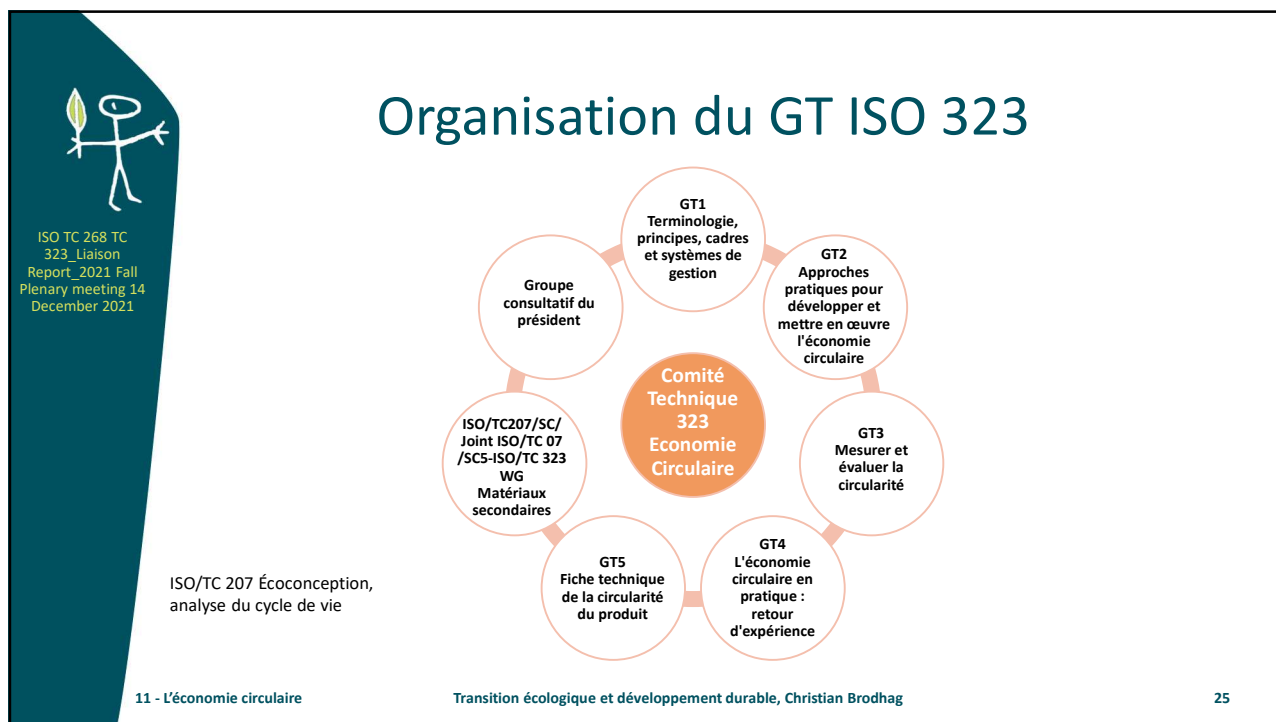 Organisation du GT ISO 323
ISO TC 268 TC
323_Liaison
Report_2021 Fall
Plenary meeting 14
December 2021
GT1
Terminologie,
principes, cadres
et systèmes de
gestion
GT2
Approches
pratiques pour
développer et
mettre en œuvre
l'économie
circulaire
GT3
Mesurer et
évaluer la
circularité
GT4
L'économie
circulaire en
pratique :
retour
d'expérience
GT5
Fiche technique
de la circularité
du produit
ISO/TC207/SC/
Joint ISO/TC 07
/SC5-ISO/TC 323
WG
Matériaux
secondaires
Groupe
consultatif du
président
Comité
Technique
323
Economie
Circulaire
ISO/TC 207 Écoconception,
analyse du cycle de vie
11 - L'économie circulaire
Transition écologique et développement durable, Christian Brodhag
25